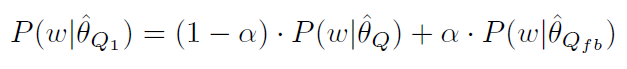 P(w|θ̂_{Q_1}) = (1 − α) · P(w|θ̂_Q) + α · P(w|θ̂_{Q_{fb}})